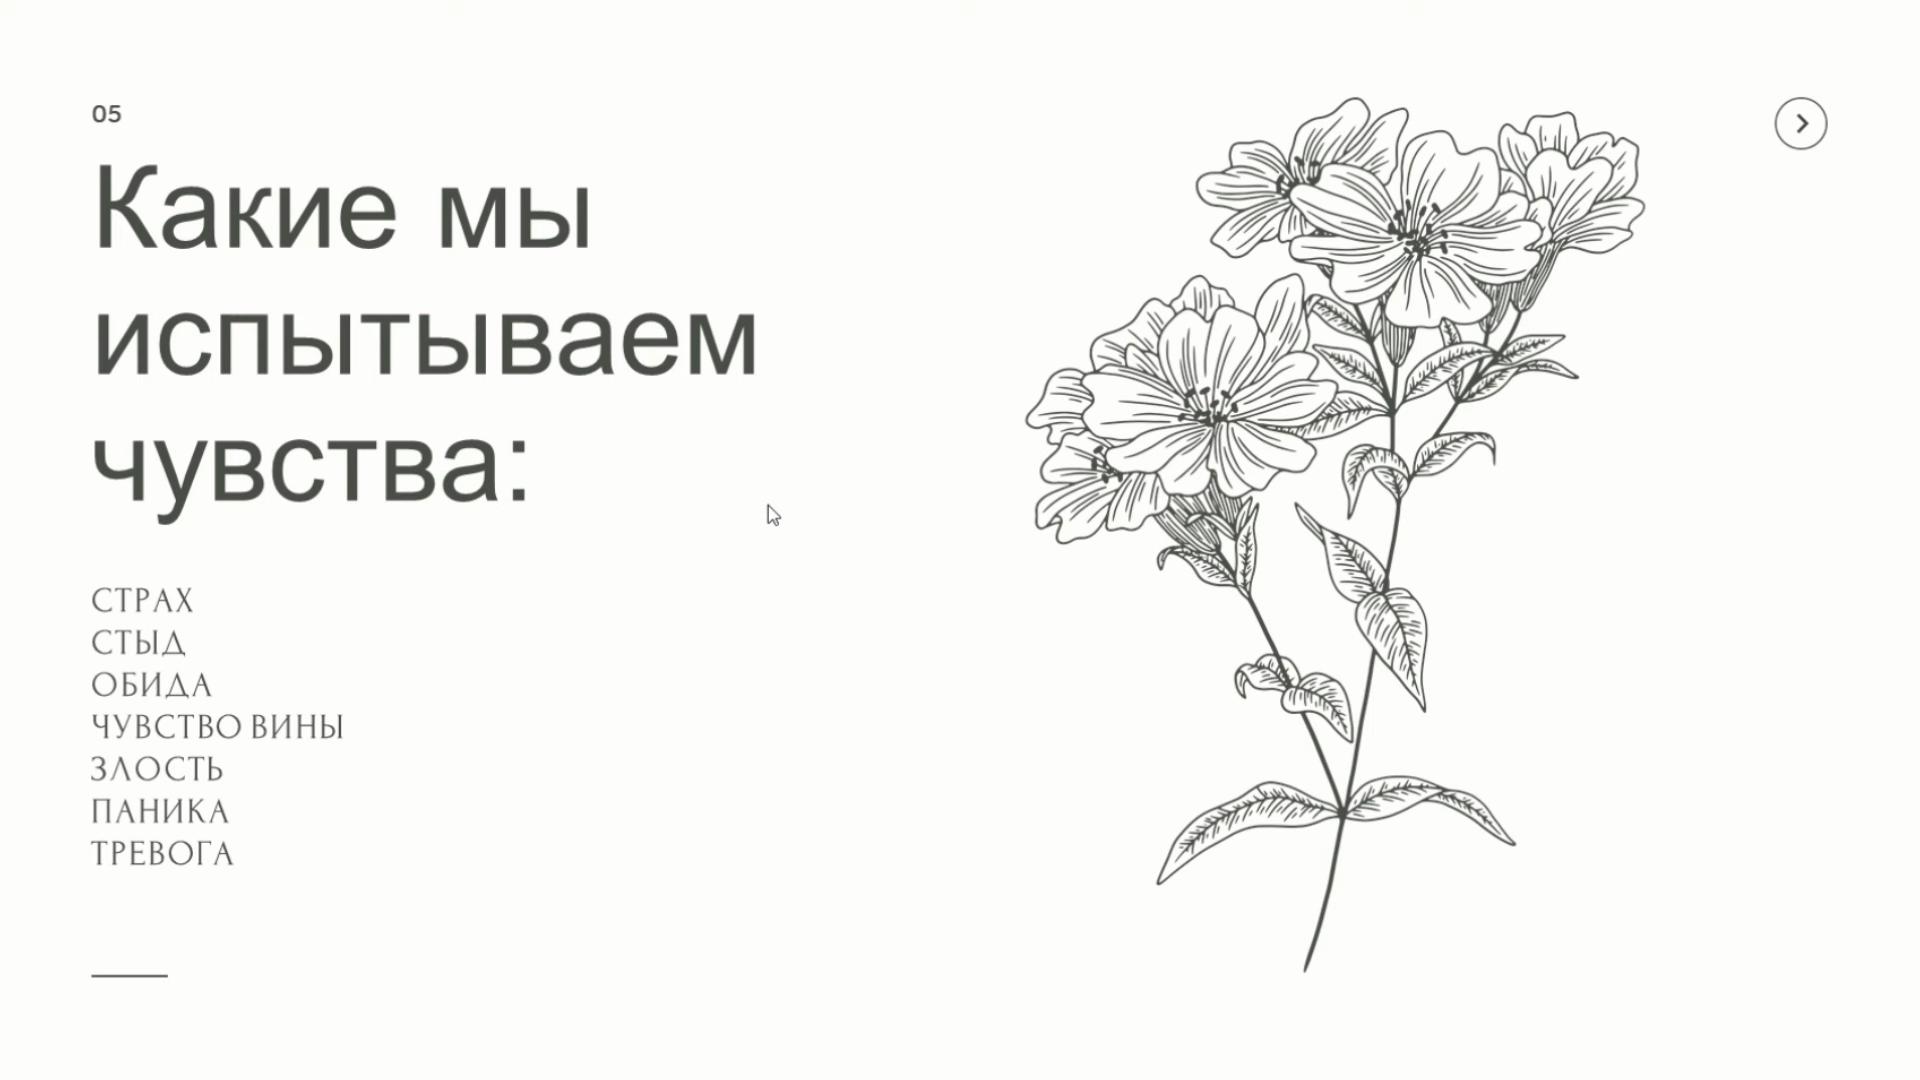 05
Какие мы
испытываем
чувства:
СТРАХ
СТЫД
ОБИДА
ЧУВСТВО ВИНЫ
ЗЛОСТЬ
ПАНИКА
ТРЕВОГА